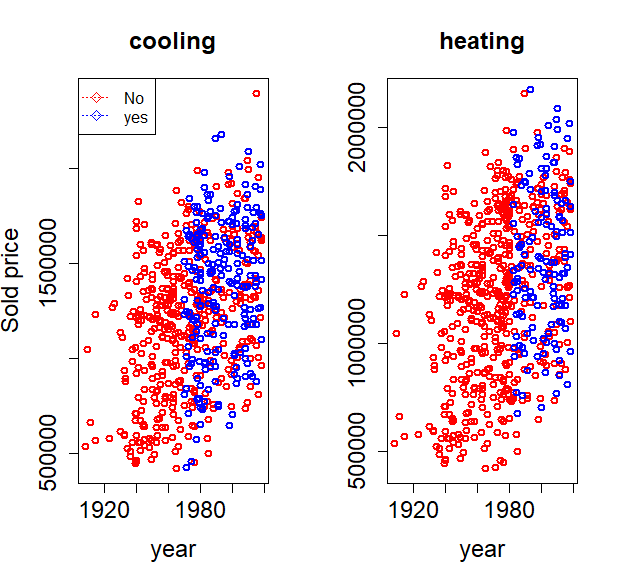 cooling
heating
No
yes
Sold price
500000
1500000
500000
1000000
2000000
1920
1980
1920
1980
year
year